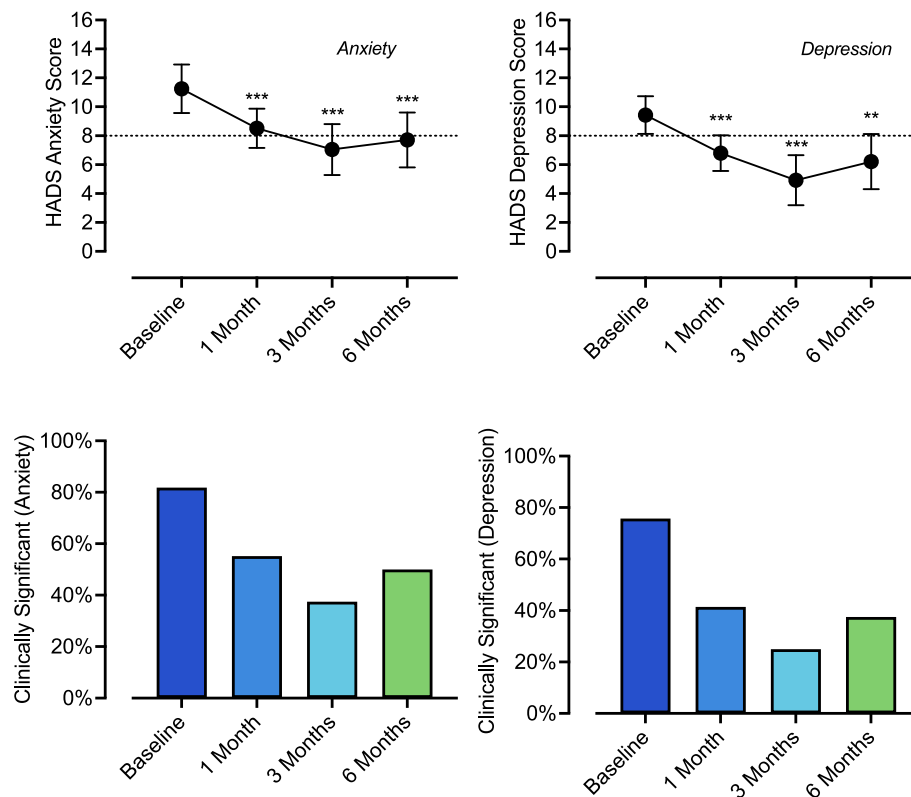 HADS Anxiety Score
16
14
12
10
8
6
4
2
0
Anxiety
***
***
***
Baseline
1 Month
3 Months
6 Months
HADS Depression Score
16
14
12
10
8
6
4
2
0
Depression
***
***
**
Baseline
1 Month
3 Months
6 Months
Clinically Significant (Anxiety)
100%
80%
60%
40%
20%
0%
Baseline
1 Month
3 Months
6 Months
Clinically Significant (Depression)
100%
80%
60%
40%
20%
0%
Baseline
1 Month
3 Months
6 Months